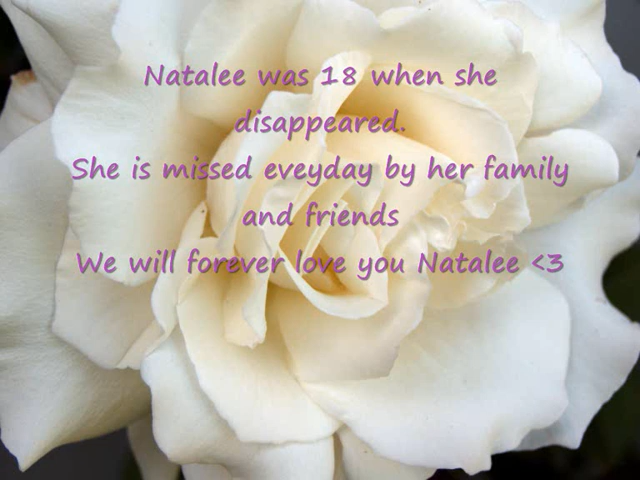 Natalee was 18 when she
disappeared.
She is missed eveyday by her family
and friends
We will forever love you Natalee <3